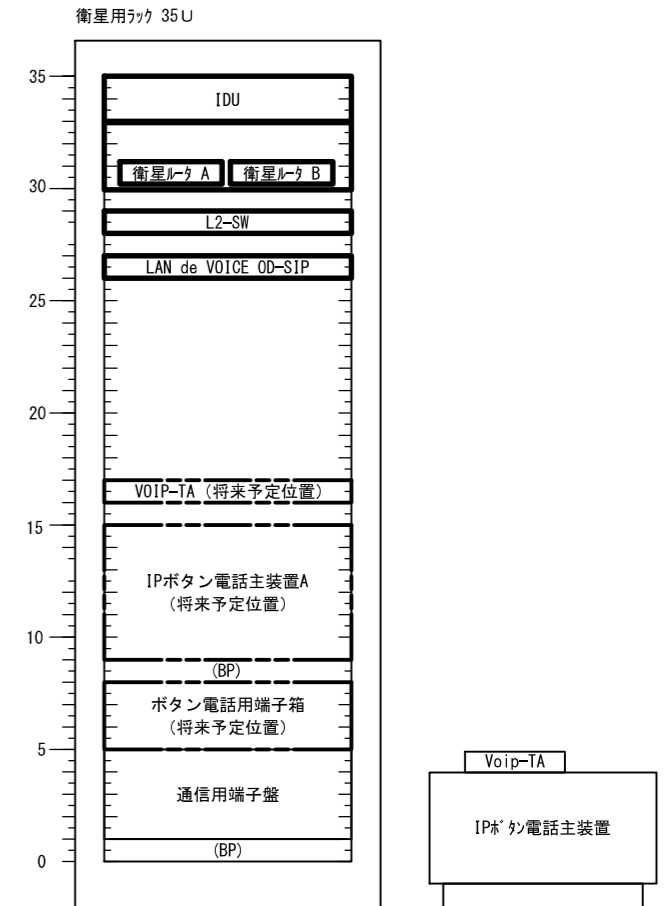 衛星用ﾗｯｸ 35U
35
IDU
衛星ﾙｰﾀ A
衛星ﾙｰﾀ B
30
L2-SW
LAN de VOICE OD-SIP
25
20
VOIP-TA (将来予定位置)
15
IPボタン電話主装置A
(将来予定位置)
10
(BP)
ボタン電話用端子箱
(将来予定位置)
5
通信用端子盤
(BP)
0
Voip-TA
IPﾎﾞﾀﾝ電話主装置